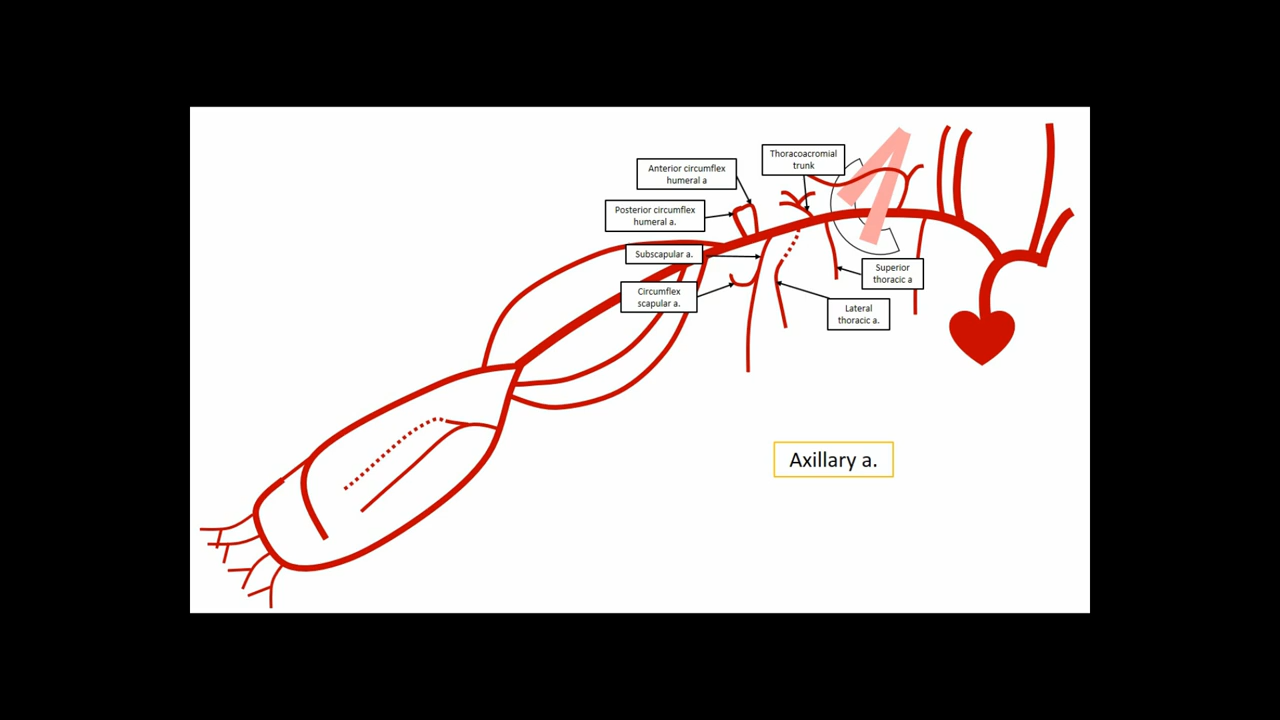 Thoracoacromial
trunk
Anterior circumflex
humeral a
Posterior circumflex
humeral a.
Subscapular a.
Circumflex
scapular a.
Superior
thoracic a
Lateral
thoracic a.
Axillary a.